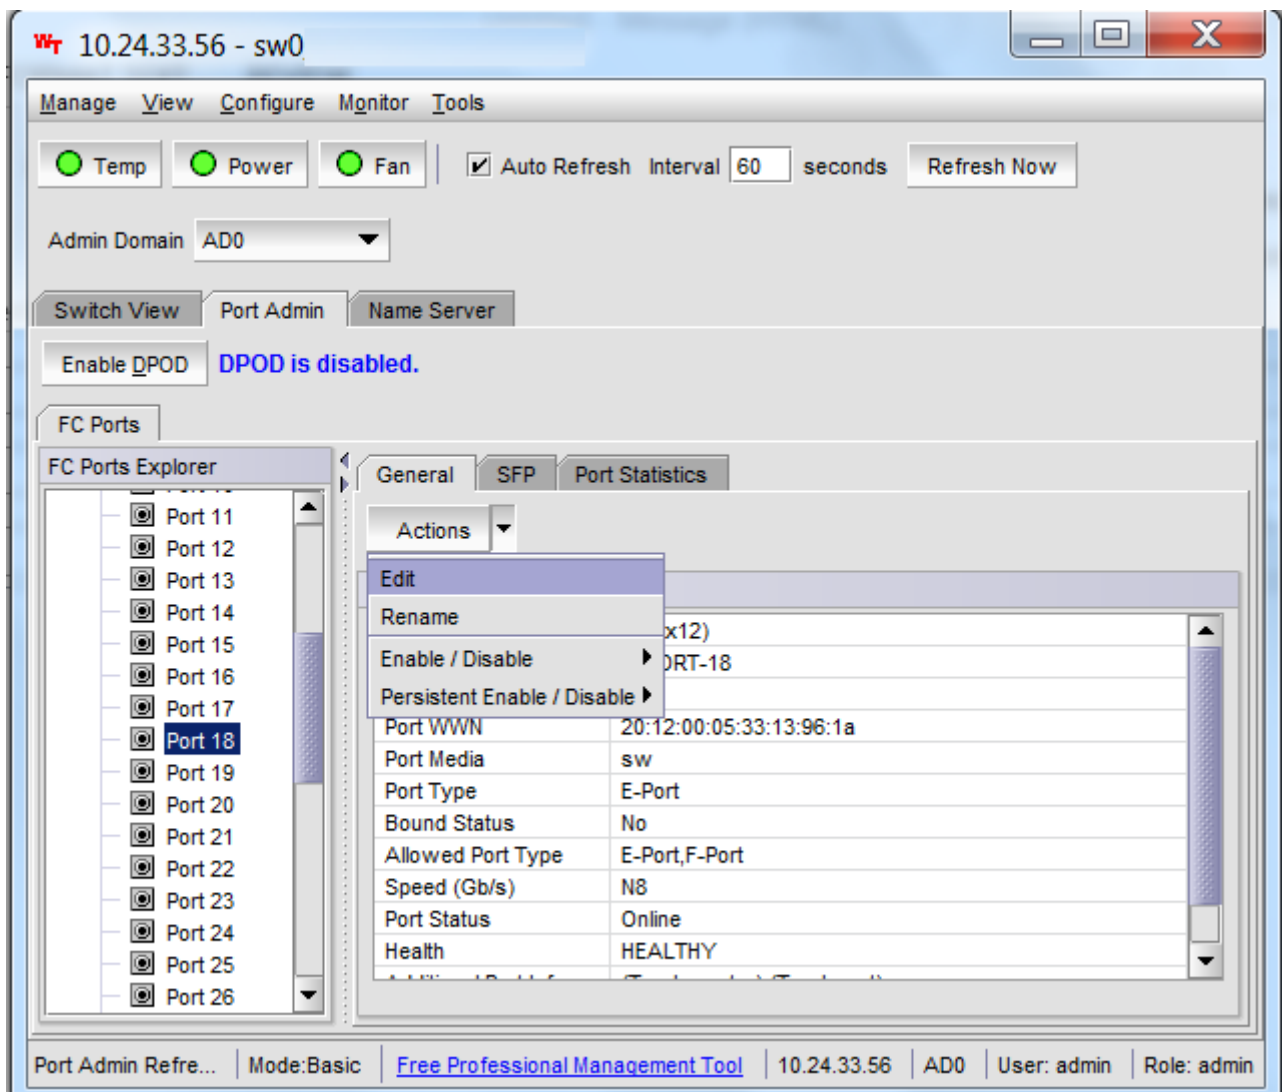 WT 10.24.33.56 - sw0
Manage View Configure Monitor Tools
Temp Power Fan Auto Refresh Interval 60 seconds Refresh Now
Admin Domain AD0
Switch View Port Admin Name Server
Enable DPOD DPOD is disabled.
FC Ports
FC Ports Explorer
Port 11
Port 12
Port 13
Port 14
Port 15
Port 16
Port 17
Port 18
Port 19
Port 20
Port 21
Port 22
Port 23
Port 24
Port 25
Port 26
General SFP Port Statistics
Actions
Edit
Rename
Enable / Disable
Persistent Enable / Disable
x12)
ORT-18
Port WWN 20:12:00:05:33:13:96:1a
Port Media sw
Port Type E-Port
Bound Status No
Allowed Port Type E-Port,F-Port
Speed (Gb/s) N8
Port Status Online
Health HEALTHY
Port Admin Refre... Mode:Basic Free Professional Management Tool 10.24.33.56 AD0 User: admin Role: admin